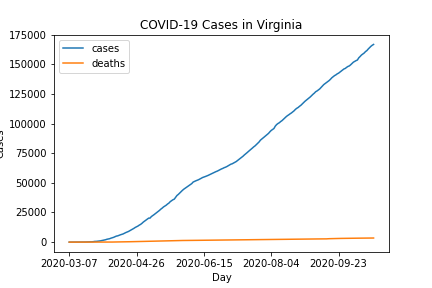 COVID-19 Cases in Virginia
175000
150000
125000
100000
75000
50000
25000
0
cases
deaths
Cases
2020-03-07 2020-04-26 2020-06-15 2020-08-04 2020-09-23
Day